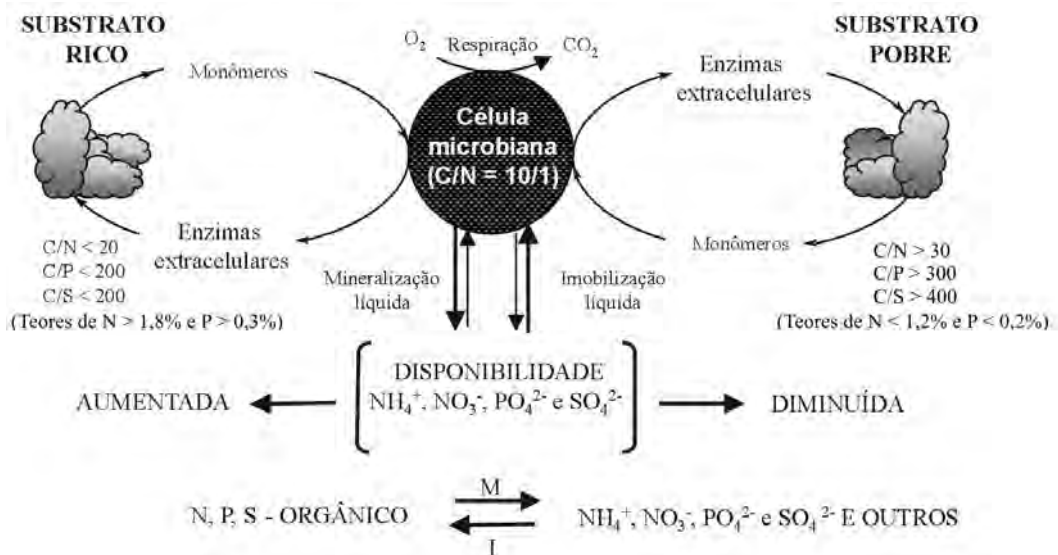 SUBSTRATO
RICO
Monômeros
Enzimas
extracelulares
C/N < 20
C/P < 200
C/S < 200
(Teores de N > 1,8% e P > 0,3%)
O₂ Respiração CO₂
Célula
microbiana
(C/N = 10/1)
Mineralização
líquida
Imobilização
líquida
SUBSTRATO
POBRE
Enzimas
extracelulares
Monômeros
C/N > 30
C/P > 300
C/S > 400
(Teores de N < 1,2% e P < 0,2%)
DISPONIBILIDADE
NH₄⁺, NO₃⁻, PO₄²⁻ e SO₄²⁻
AUMENTADA
DIMINUÍDA
N, P, S - ORGÂNICO
M
I
NH₄⁺, NO₃⁻, PO₄²⁻ e SO₄²⁻ E OUTROS